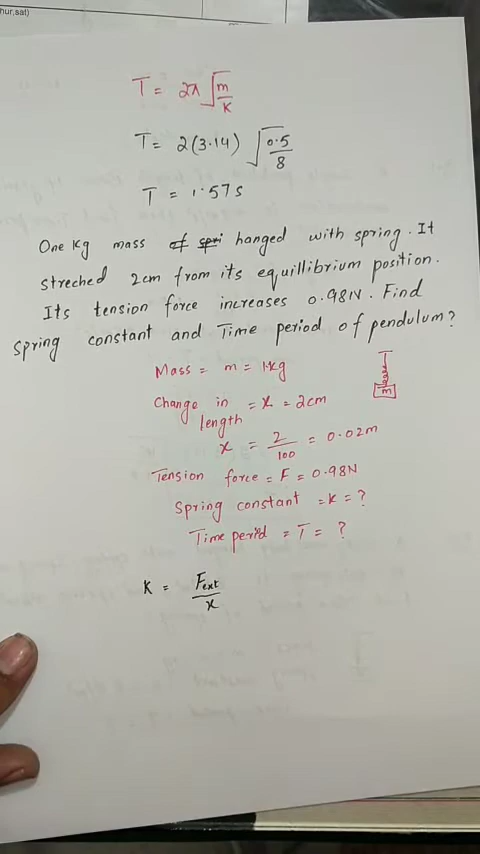 hur,sat)
T = 2π √m/K
T = 2(3.14) √0.5/8
T = 1.57s
One kg mass of spri hanged with spring. It
streched 2cm from its equillibrium position.
Its tension force increases 0.98N. Find
spring constant and Time period of pendulum?
Mass = m = 1kg
m
Change in length = x = 2cm
x = 2/100 = 0.02m
Tension force = F = 0.98N
Spring constant = K = ?
Time period = T = ?
K = Fext/x